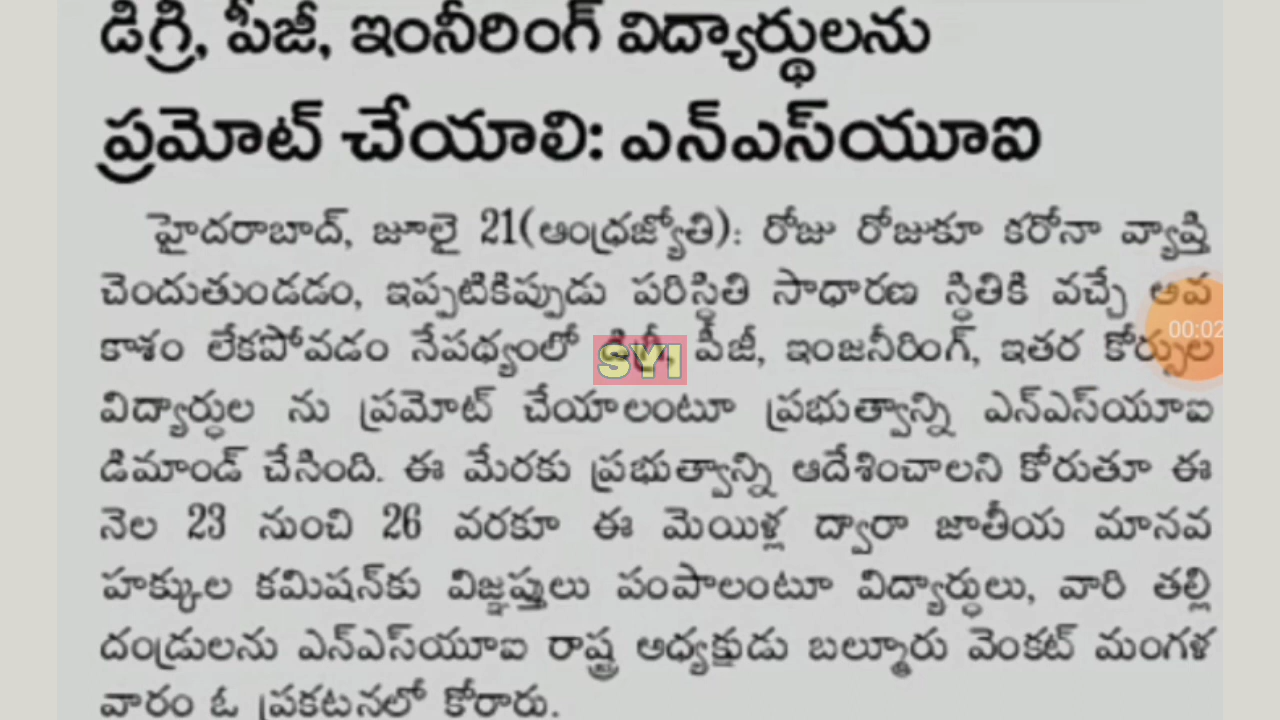 డిగ్రి, పీజీ, ఇంనీరింగ్ విద్యార్థులను
ప్రమోట్ చేయాలి: ఎన్ఎస్‌యూఐ
హైదరాబాద్, జూలై 21(ఆంధ్రజ్యోతి): రోజు రోజుకూ కరోనా వ్యాప్తి
చెందుతుండడం, ఇప్పటికిప్పుడు పరిస్థితి సాధారణ స్థితికి వచ్చే అవ
00:02
కాశం లేకపోవడం నేపథ్యంలో డిగ్రీ, పీజీ, ఇంజనీరింగ్, ఇతర కోర్సుల
SYI
విద్యార్థుల ను ప్రమోట్ చేయాలంటూ ప్రభుత్వాన్ని ఎన్ఎస్‌యూఐ
డిమాండ్ చేసింది. ఈ మేరకు ప్రభుత్వాన్ని ఆదేశించాలని కోరుతూ ఈ
నెల 23 నుంచి 26 వరకూ ఈ మెయిళ్ల ద్వారా జాతీయ మానవ
హక్కుల కమిషన్‌కు విజ్ఞప్తులు పంపాలంటూ విద్యార్థులు, వారి తల్లి
దండ్రులను ఎన్ఎస్‌యూఐ రాష్ట్ర అధ్యక్షుడు బల్మూరు వెంకట్ మంగళ
వారం ఓ ప్రకటనలో కోరారు.